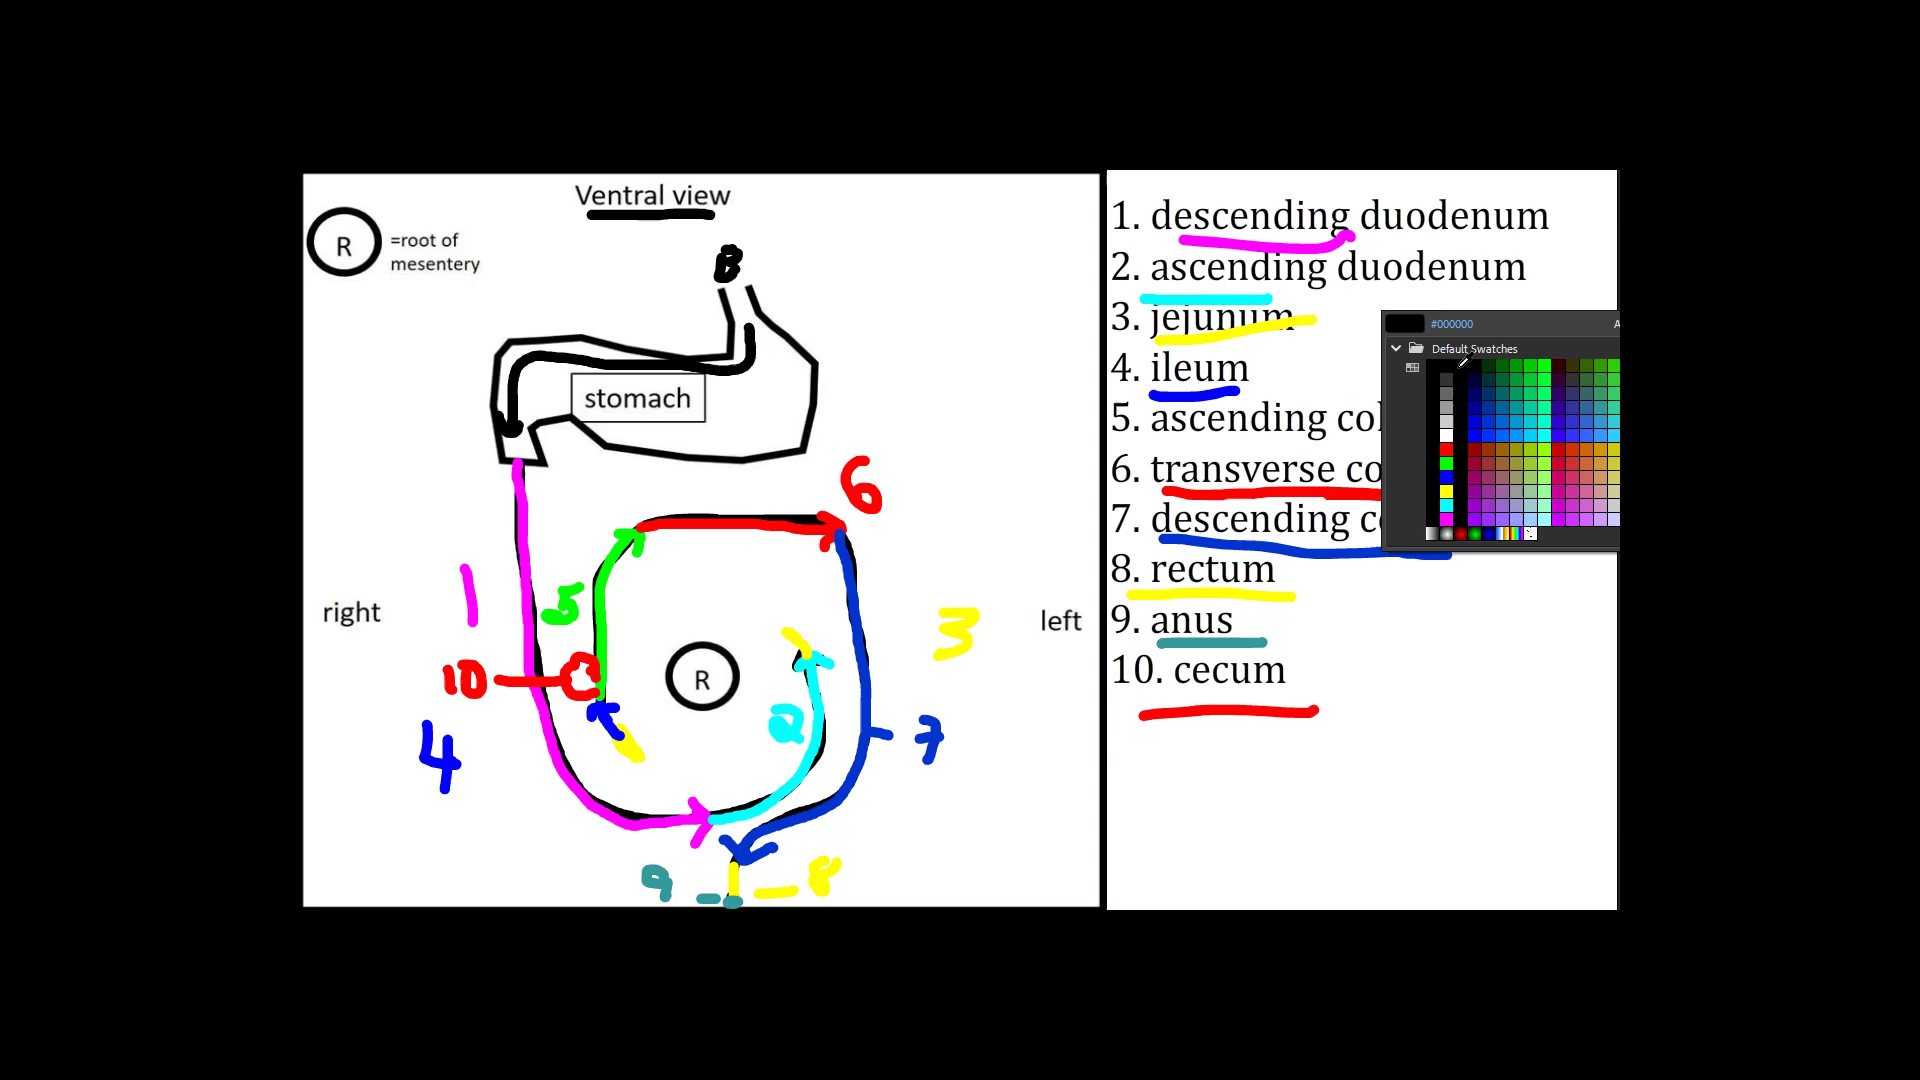 Ventral view
R
=root of
mesentery
B
stomach
6
1
5
right
3
left
10
R
4
2
7
9
8
1. descending duodenum
2. ascending duodenum
3. jejunum
4. ileum
5. ascending col
6. transverse co
7. descending c
8. rectum
9. anus
10. cecum
#000000
A
Default Swatches